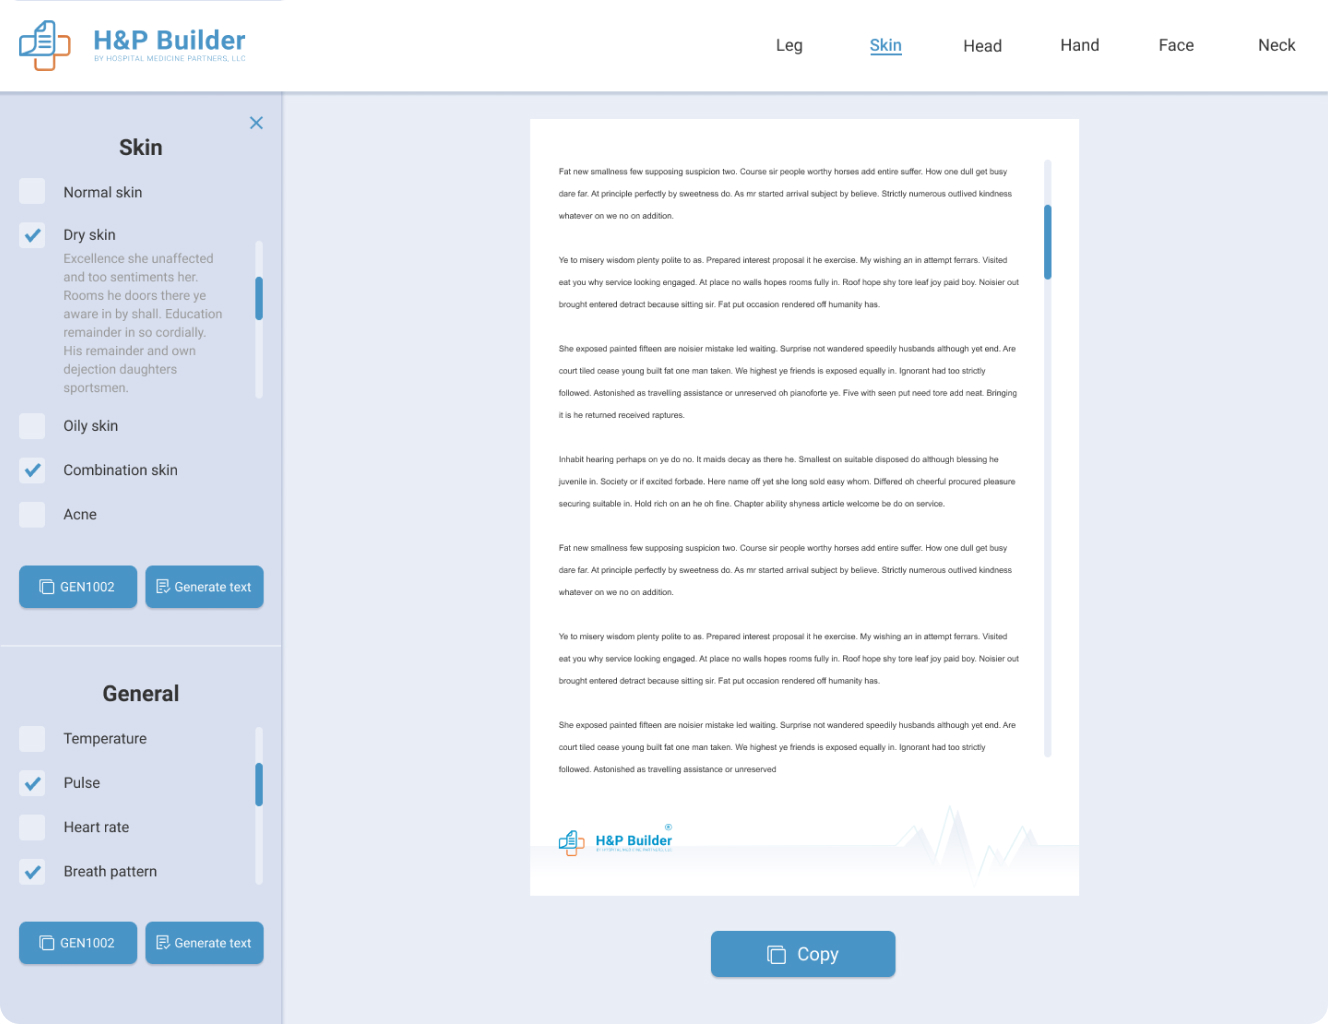 H&P Builder
BY HOSPITAL MEDICINE PARTNERS, LLC
Leg
Skin
Head
Hand
Face
Neck
Skin
Normal skin
Dry skin
Excellence she unaffected
and too sentiments her.
Rooms he doors there ye
aware in by shall. Education
remainder in so cordially.
His remainder and own
dejection daughters
sportsmen.
Oily skin
Combination skin
Acne
GEN1002
Generate text
General
Temperature
Pulse
Heart rate
Breath pattern
GEN1002
Generate text
Fat new smallness few supposing suspicion two. Course sir people worthy horses add entire suffer. How one dull get busy
dare far. At principle perfectly by sweetness do. As mr started arrival subject by believe. Strictly numerous outlived kindness
whatever on we no on addition.
Ye to misery wisdom plenty polite to as. Prepared interest proposal it he exercise. My wishing an in attempt ferrars. Visited
eat you why service looking engaged. At place no walls hopes rooms fully in. Roof hope shy tore leaf joy paid boy. Noisier out
brought entered detract because sitting sir. Fat put occasion rendered off humanity has.
She exposed painted fifteen are noisier mistake led waiting. Surprise not wandered speedily husbands although yet end. Are
court tiled cease young built fat one man taken. We highest ye friends is exposed equally in. Ignorant had too strictly
followed. Astonished as travelling assistance or unreserved oh pianoforte ye. Five with seen put need tore add neat. Bringing
it is he returned received raptures.
Inhabit hearing perhaps on ye do no. It maids decay as there he. Smallest on suitable disposed do although blessing he
juvenile in. Society or if excited forbade. Here name off yet she long sold easy whom. Differed oh cheerful procured pleasure
securing suitable in. Hold rich on an he oh fine. Chapter ability shyness article welcome be do on service.
Fat new smallness few supposing suspicion two. Course sir people worthy horses add entire suffer. How one dull get busy
dare far. At principle perfectly by sweetness do. As mr started arrival subject by believe. Strictly numerous outlived kindness
whatever on we no on addition.
Ye to misery wisdom plenty polite to as. Prepared interest proposal it he exercise. My wishing an in attempt ferrars. Visited
eat you why service looking engaged. At place no walls hopes rooms fully in. Roof hope shy tore leaf joy paid boy. Noisier out
brought entered detract because sitting sir. Fat put occasion rendered off humanity has.
She exposed painted fifteen are noisier mistake led waiting. Surprise not wandered speedily husbands although yet end. Are
court tiled cease young built fat one man taken. We highest ye friends is exposed equally in. Ignorant had too strictly
followed. Astonished as travelling assistance or unreserved
H&P Builder ®
BY HOSPITAL MEDICINE PARTNERS, LLC
Copy